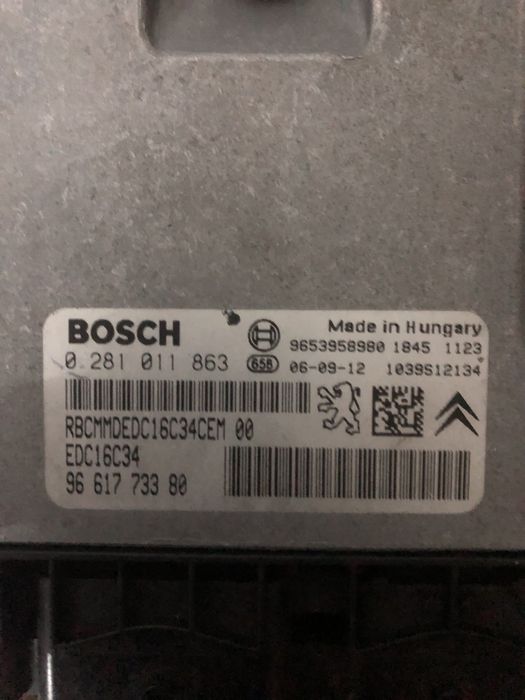 BOSCH
Made in Hungary
9653958980 1845 1123
0 281 011 863 65B 06-09-12 1039S12134
RBCMMDEDC16C34CEM 00
EDC16C34
96 617 733 80